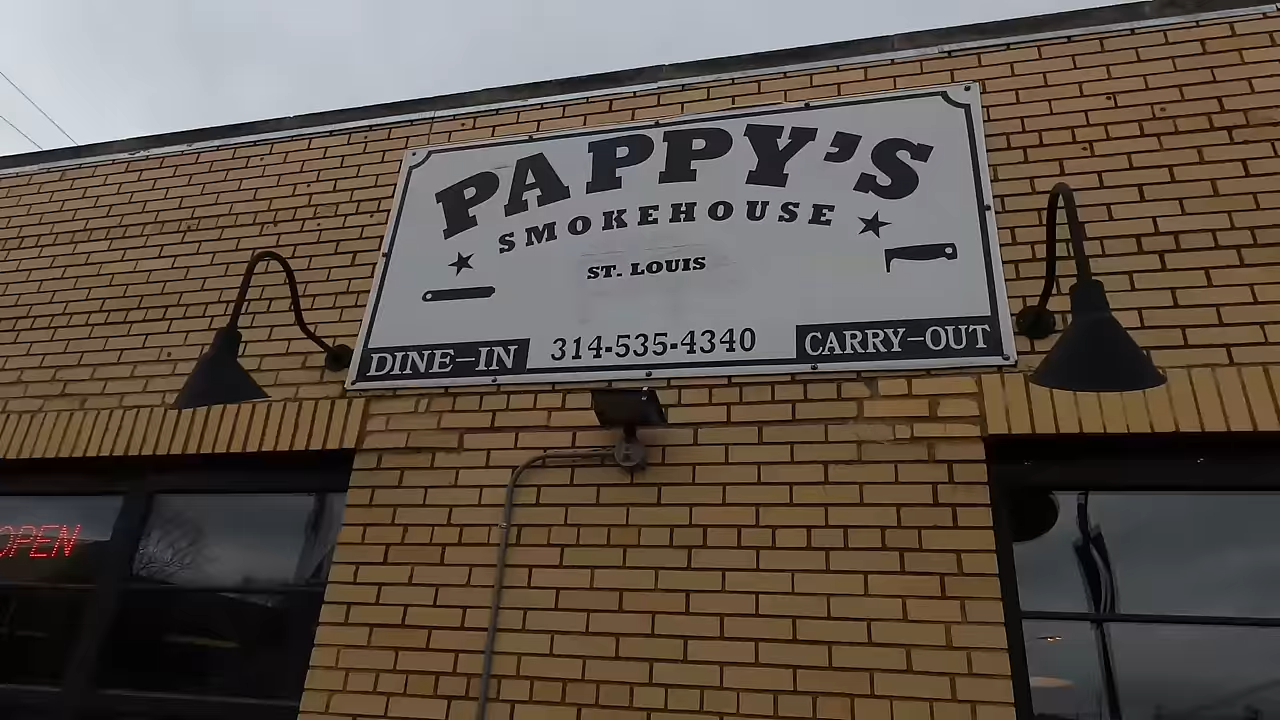 PAPPY'S
SMOKEHOUSE
ST. LOUIS
DINE-IN 314-535-4340 CARRY-OUT
OPEN